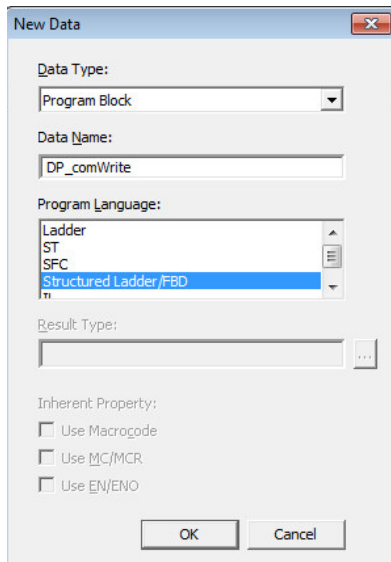 New Data
Data Type:
Program Block
Data Name:
DP_comWrite
Program Language:
Ladder
ST
SFC
Structured Ladder/FBD
Result Type:
...
Inherent Property:
Use Macrocode
Use MC/MCR
Use EN/ENO
OK Cancel